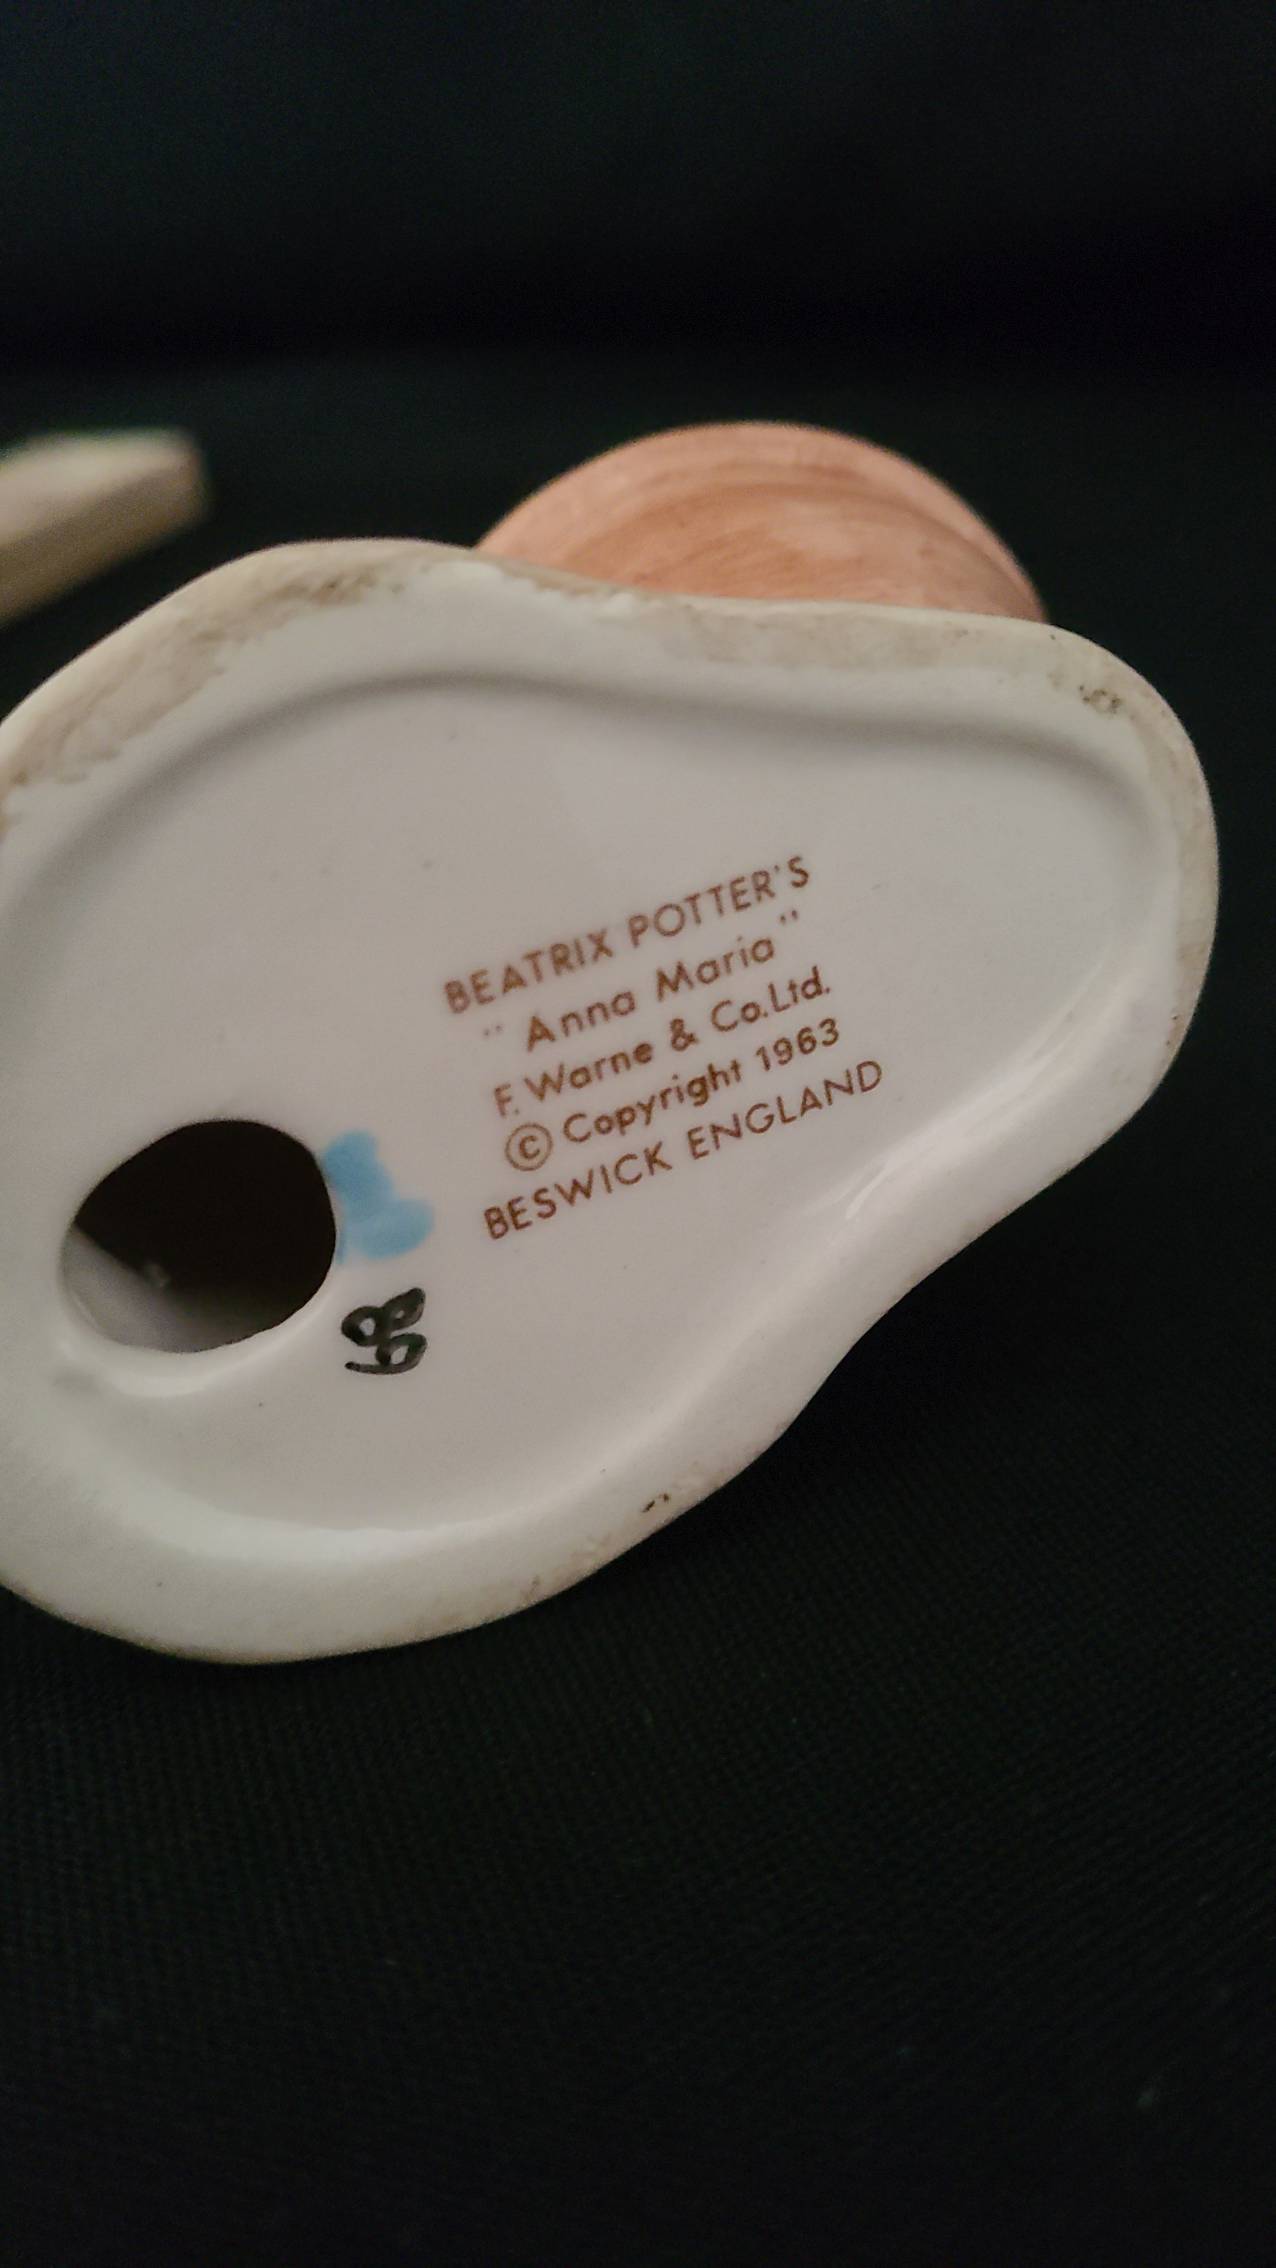 BEATRIX POTTER'S
"Anna Maria"
F. Warne & Co.Ltd.
© Copyright 1963
BESWICK ENGLAND